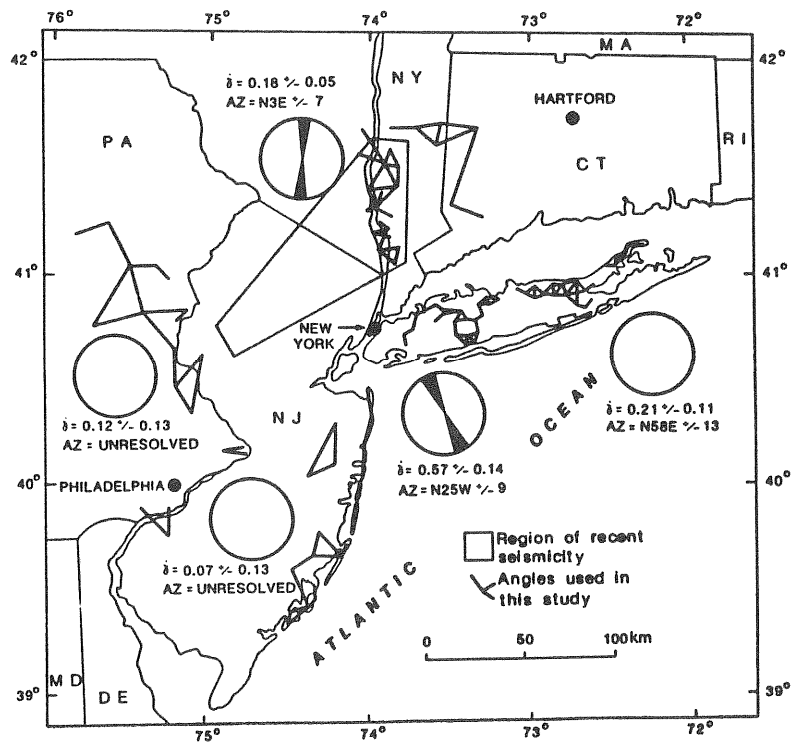 76° 75° 74° 73° 72°
42° 42°
MA
NY
δ̇ = 0.18 +/- 0.05
AZ = N3E +/- 7
HARTFORD
PA
RI
CT
41° 41°
NEW
YORK
NJ
δ̇ = 0.12 +/- 0.13
AZ = UNRESOLVED
OCEAN
δ̇ = 0.21 +/- 0.11
AZ = N58E +/- 13
δ̇ = 0.57 +/- 0.14
AZ = N25W +/- 9
40° 40°
PHILADELPHIA
δ̇ = 0.07 +/- 0.13
AZ = UNRESOLVED
Region of recent
seismicity
Angles used in
this study
ATLANTIC
0 50 100km
MD
DE
39° 39°
75° 74° 73° 72°